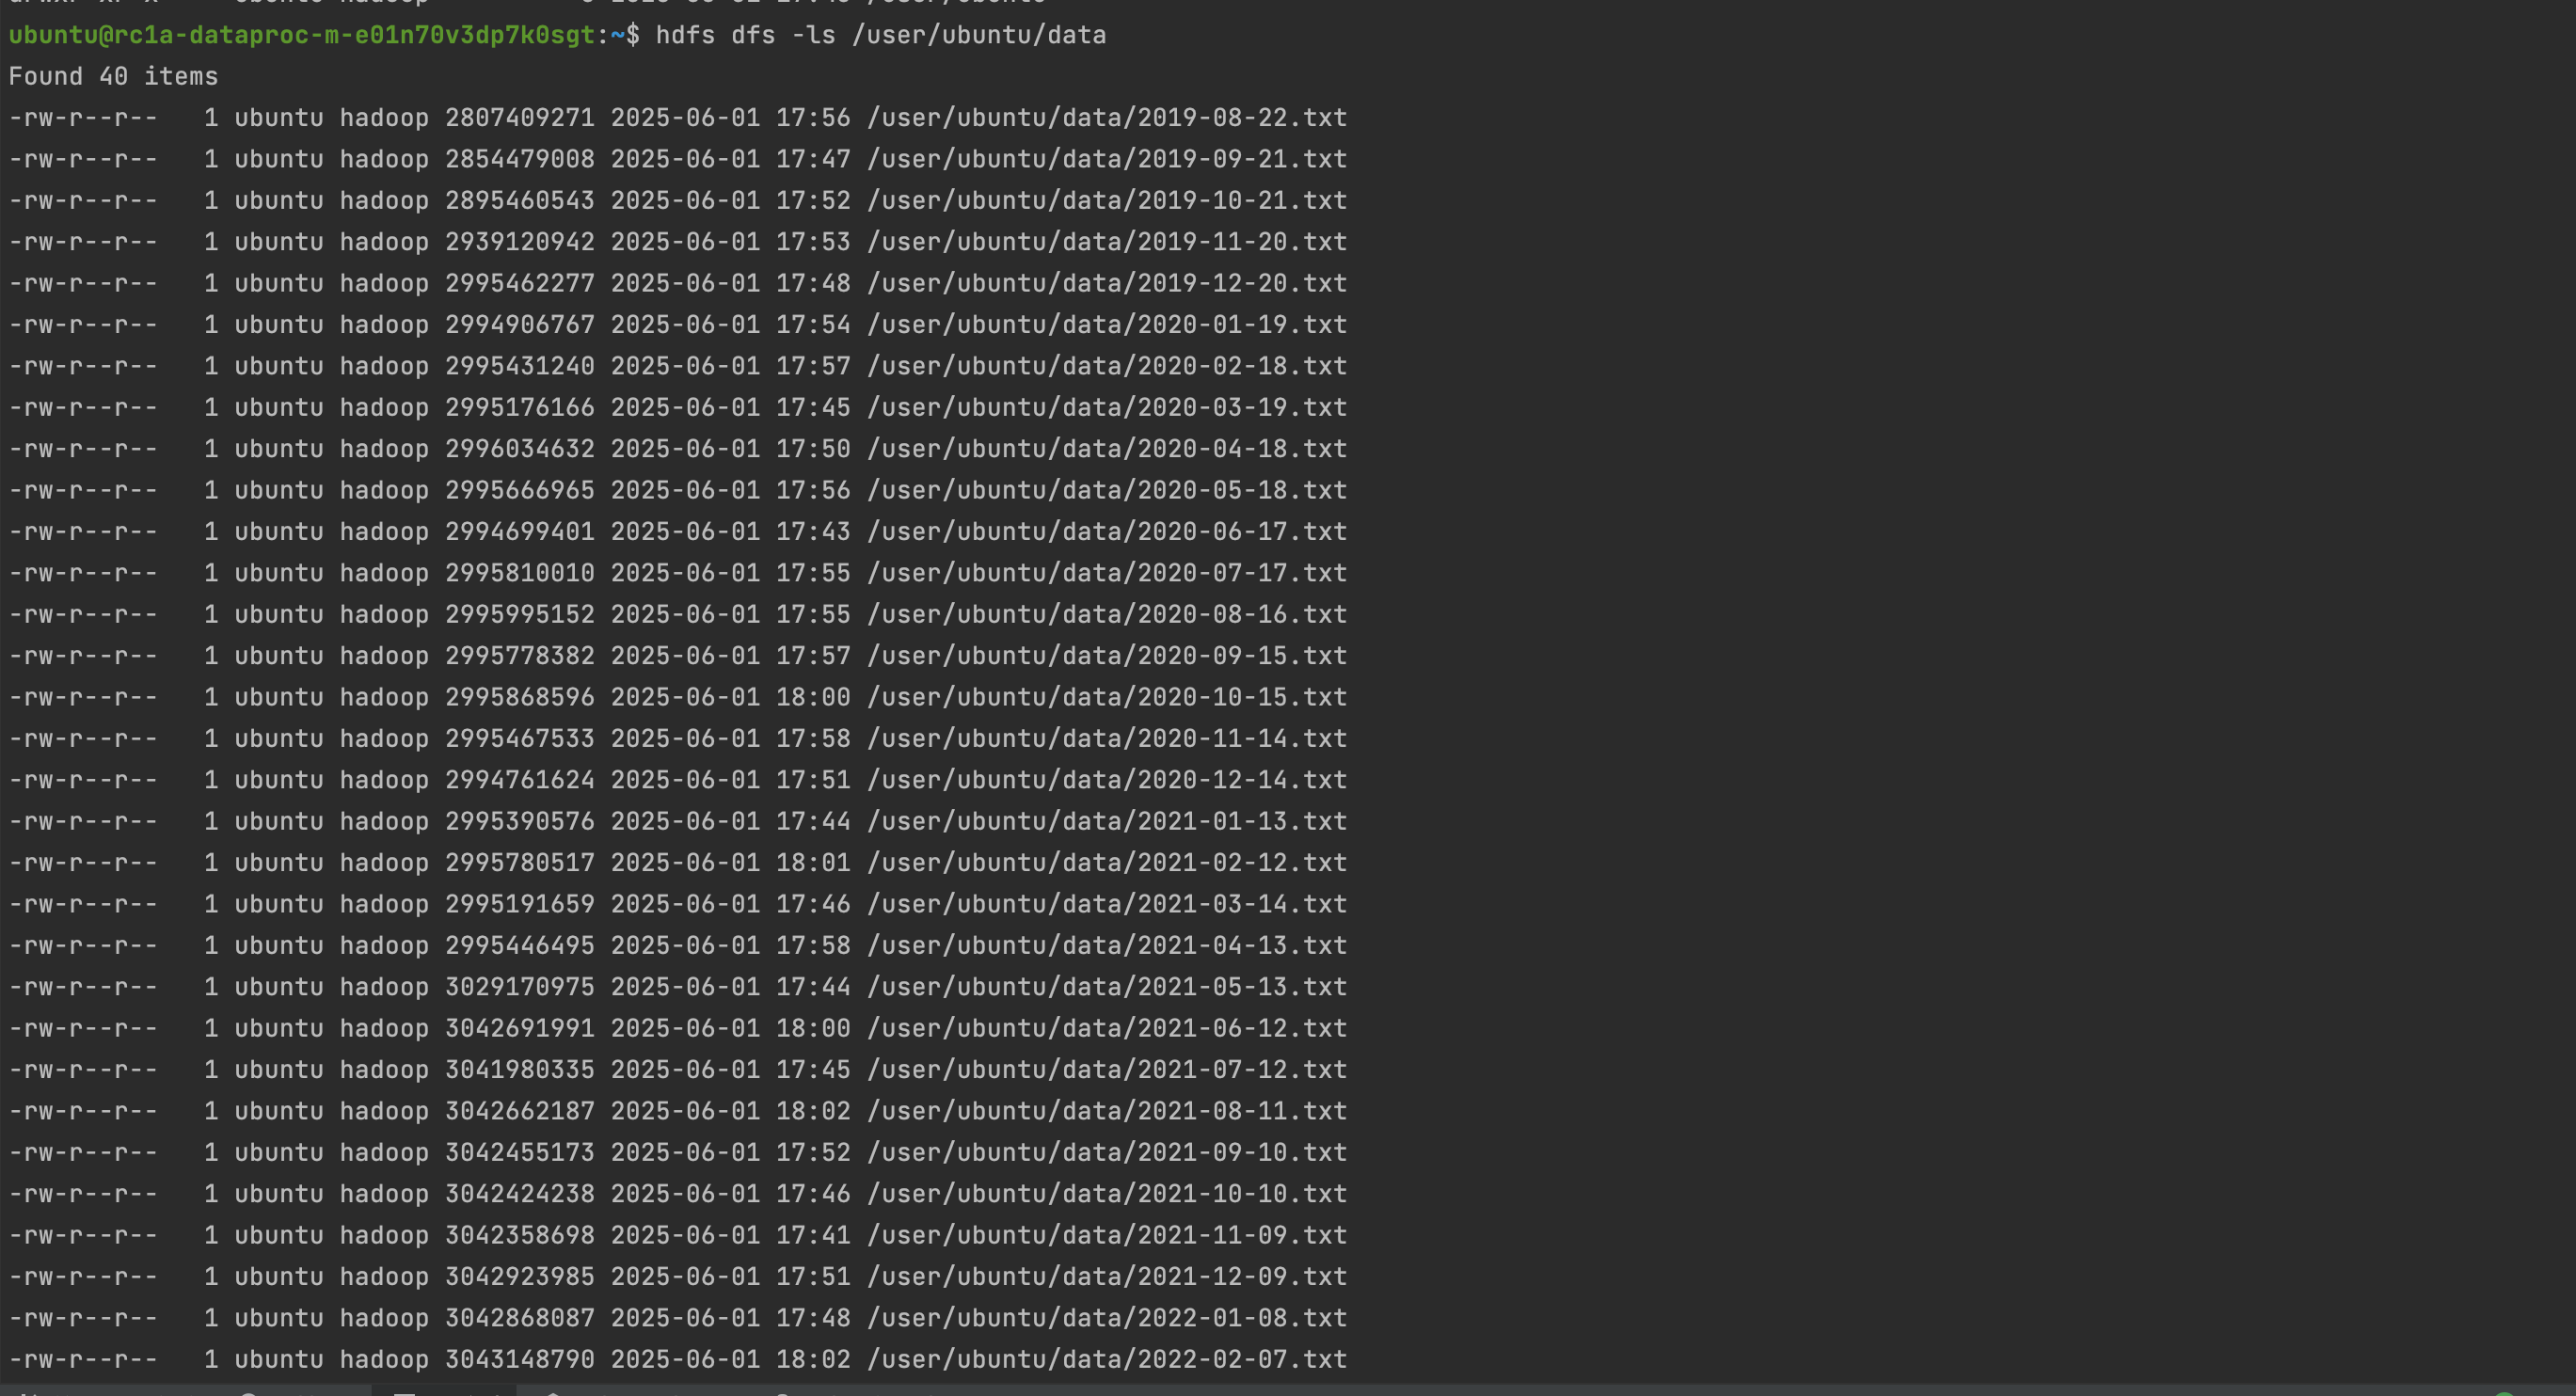 ubuntu@rc1a-dataproc-m-e01n70v3dp7k0sgt:~$ hdfs dfs -ls /user/ubuntu/data
Found 40 items
-rw-r--r--   1 ubuntu hadoop 2807409271 2025-06-01 17:56 /user/ubuntu/data/2019-08-22.txt
-rw-r--r--   1 ubuntu hadoop 2854479008 2025-06-01 17:47 /user/ubuntu/data/2019-09-21.txt
-rw-r--r--   1 ubuntu hadoop 2895460543 2025-06-01 17:52 /user/ubuntu/data/2019-10-21.txt
-rw-r--r--   1 ubuntu hadoop 2939120942 2025-06-01 17:53 /user/ubuntu/data/2019-11-20.txt
-rw-r--r--   1 ubuntu hadoop 2995462277 2025-06-01 17:48 /user/ubuntu/data/2019-12-20.txt
-rw-r--r--   1 ubuntu hadoop 2994906767 2025-06-01 17:54 /user/ubuntu/data/2020-01-19.txt
-rw-r--r--   1 ubuntu hadoop 2995431240 2025-06-01 17:57 /user/ubuntu/data/2020-02-18.txt
-rw-r--r--   1 ubuntu hadoop 2995176166 2025-06-01 17:45 /user/ubuntu/data/2020-03-19.txt
-rw-r--r--   1 ubuntu hadoop 2996034632 2025-06-01 17:50 /user/ubuntu/data/2020-04-18.txt
-rw-r--r--   1 ubuntu hadoop 2995666965 2025-06-01 17:56 /user/ubuntu/data/2020-05-18.txt
-rw-r--r--   1 ubuntu hadoop 2994699401 2025-06-01 17:43 /user/ubuntu/data/2020-06-17.txt
-rw-r--r--   1 ubuntu hadoop 2995810010 2025-06-01 17:55 /user/ubuntu/data/2020-07-17.txt
-rw-r--r--   1 ubuntu hadoop 2995995152 2025-06-01 17:55 /user/ubuntu/data/2020-08-16.txt
-rw-r--r--   1 ubuntu hadoop 2995778382 2025-06-01 17:57 /user/ubuntu/data/2020-09-15.txt
-rw-r--r--   1 ubuntu hadoop 2995868596 2025-06-01 18:00 /user/ubuntu/data/2020-10-15.txt
-rw-r--r--   1 ubuntu hadoop 2995467533 2025-06-01 17:58 /user/ubuntu/data/2020-11-14.txt
-rw-r--r--   1 ubuntu hadoop 2994761624 2025-06-01 17:51 /user/ubuntu/data/2020-12-14.txt
-rw-r--r--   1 ubuntu hadoop 2995390576 2025-06-01 17:44 /user/ubuntu/data/2021-01-13.txt
-rw-r--r--   1 ubuntu hadoop 2995780517 2025-06-01 18:01 /user/ubuntu/data/2021-02-12.txt
-rw-r--r--   1 ubuntu hadoop 2995191659 2025-06-01 17:46 /user/ubuntu/data/2021-03-14.txt
-rw-r--r--   1 ubuntu hadoop 2995446495 2025-06-01 17:58 /user/ubuntu/data/2021-04-13.txt
-rw-r--r--   1 ubuntu hadoop 3029170975 2025-06-01 17:44 /user/ubuntu/data/2021-05-13.txt
-rw-r--r--   1 ubuntu hadoop 3042691991 2025-06-01 18:00 /user/ubuntu/data/2021-06-12.txt
-rw-r--r--   1 ubuntu hadoop 3041980335 2025-06-01 17:45 /user/ubuntu/data/2021-07-12.txt
-rw-r--r--   1 ubuntu hadoop 3042662187 2025-06-01 18:02 /user/ubuntu/data/2021-08-11.txt
-rw-r--r--   1 ubuntu hadoop 3042455173 2025-06-01 17:52 /user/ubuntu/data/2021-09-10.txt
-rw-r--r--   1 ubuntu hadoop 3042424238 2025-06-01 17:46 /user/ubuntu/data/2021-10-10.txt
-rw-r--r--   1 ubuntu hadoop 3042358698 2025-06-01 17:41 /user/ubuntu/data/2021-11-09.txt
-rw-r--r--   1 ubuntu hadoop 3042923985 2025-06-01 17:51 /user/ubuntu/data/2021-12-09.txt
-rw-r--r--   1 ubuntu hadoop 3042868087 2025-06-01 17:48 /user/ubuntu/data/2022-01-08.txt
-rw-r--r--   1 ubuntu hadoop 3043148790 2025-06-01 18:02 /user/ubuntu/data/2022-02-07.txt